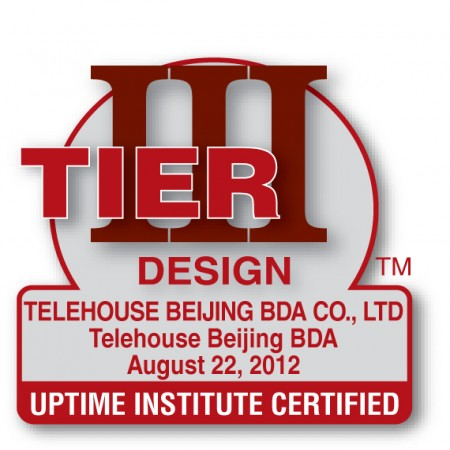 III
TIER
DESIGN
TM
TELEHOUSE BEIJING BDA CO., LTD
Telehouse Beijing BDA
August 22, 2012
UPTIME INSTITUTE CERTIFIED